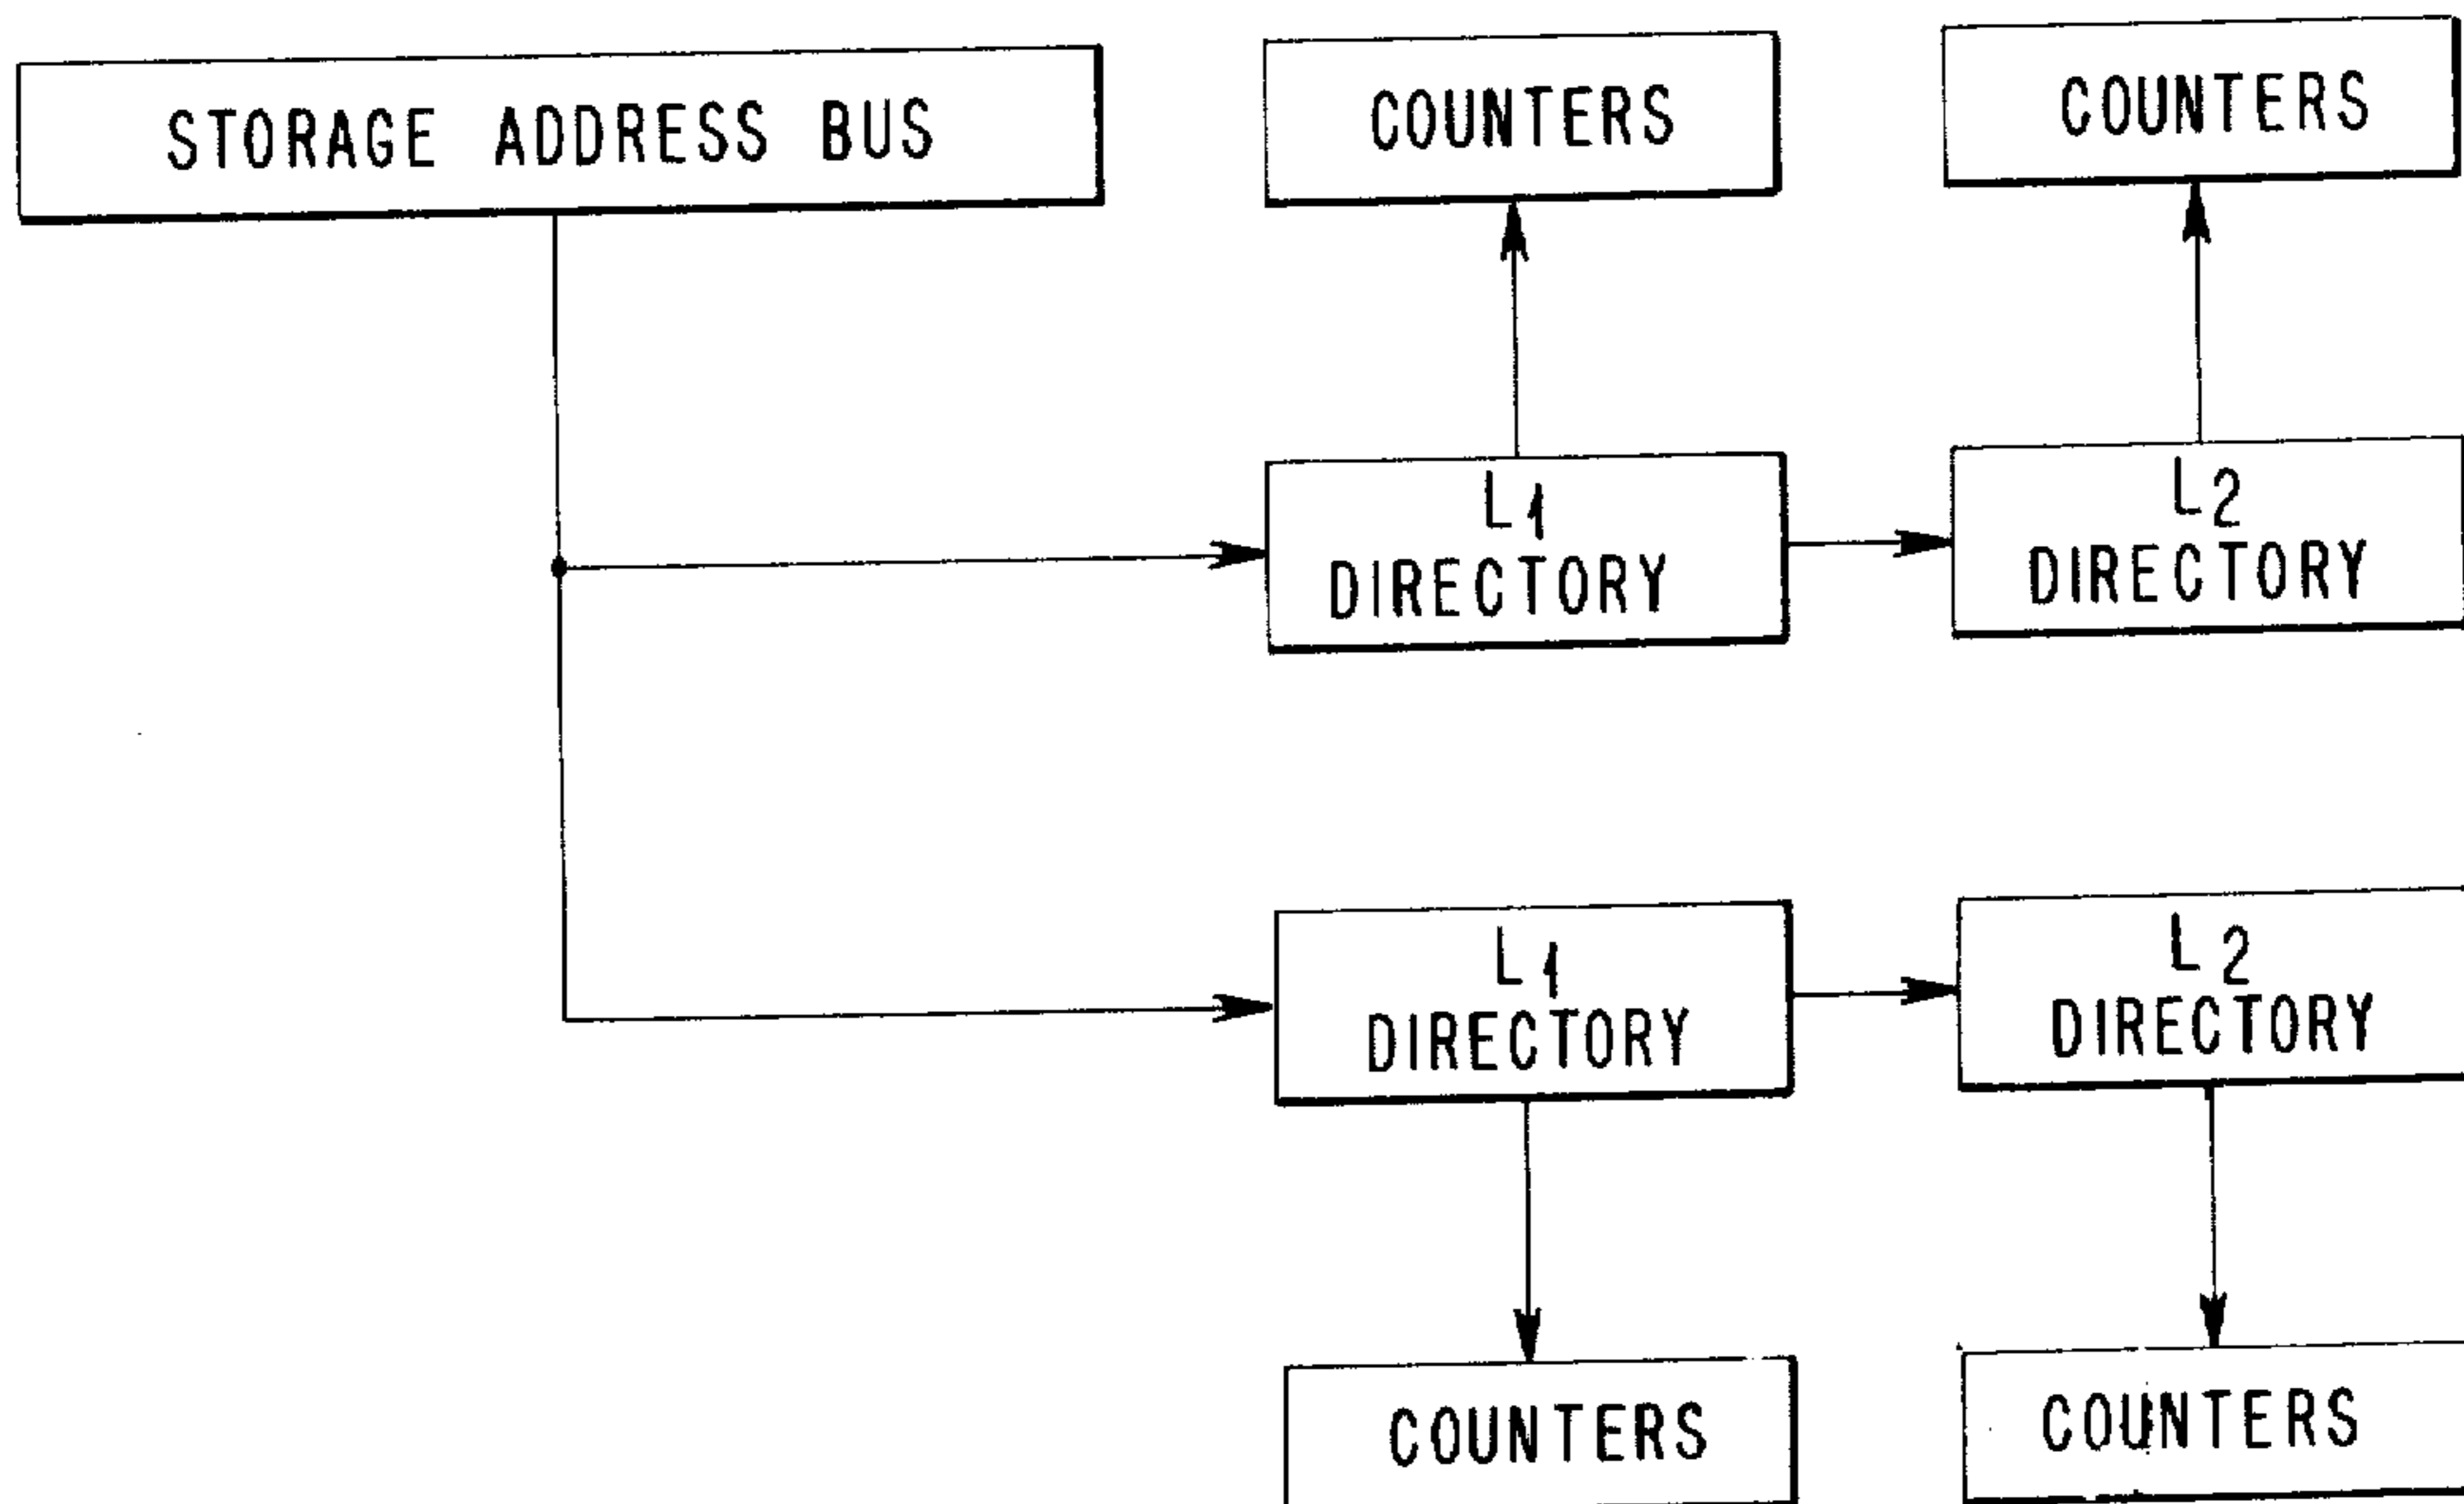 STORAGE ADDRESS BUS
COUNTERS
COUNTERS
L1
DIRECTORY
L2
DIRECTORY
L1
DIRECTORY
L2
DIRECTORY
COUNTERS
COUNTERS